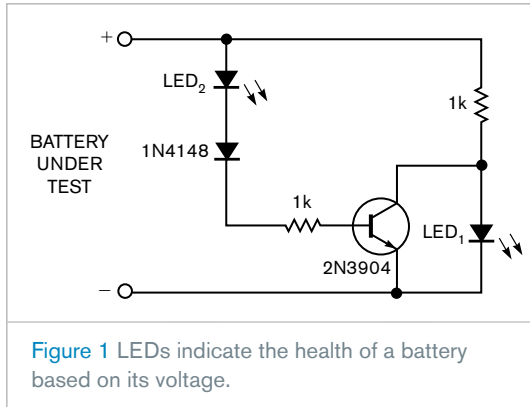 +
LED2
1k
BATTERY
UNDER
TEST
1N4148
1k
LED1
2N3904
−
Figure 1 LEDs indicate the health of a battery
based on its voltage.